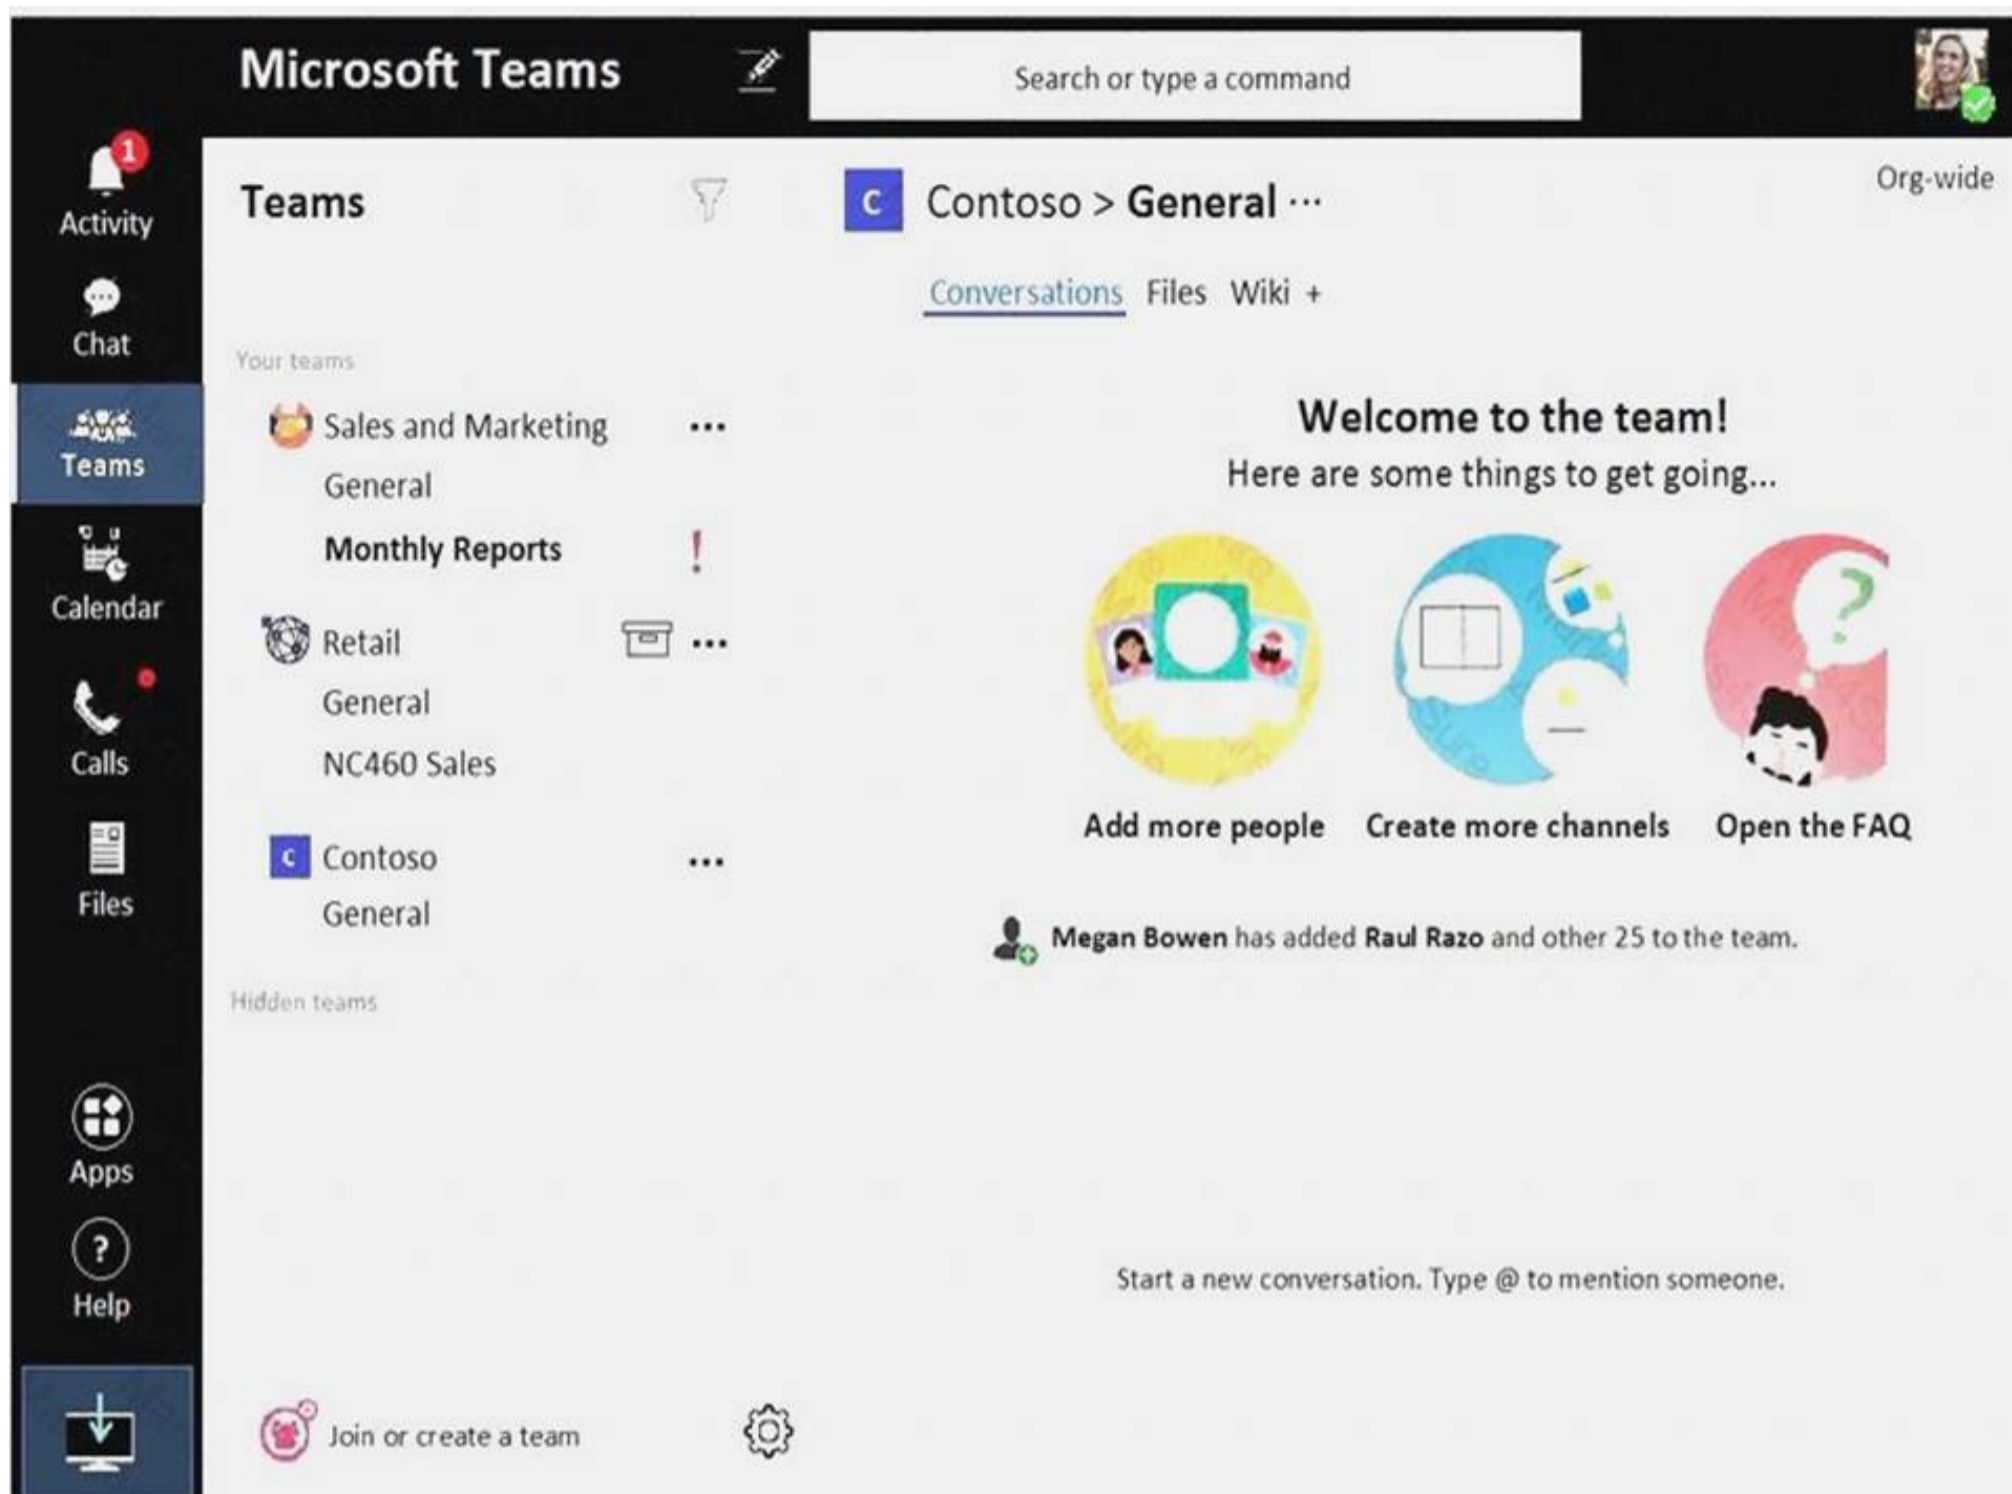 Microsoft Teams
Search or type a command
1
Activity
Chat
Teams
Calendar
Calls
Files
Apps
?
Help
Teams
Your teams
Sales and Marketing ...
General
Monthly Reports !
Retail ...
General
NC460 Sales
C Contoso ...
General
Hidden teams
Join or create a team
C Contoso > General ...
Org-wide
Conversations Files Wiki +
Welcome to the team!
Here are some things to get going...
?
Add more people Create more channels Open the FAQ
Megan Bowen has added Raul Razo and other 25 to the team.
Start a new conversation. Type @ to mention someone.